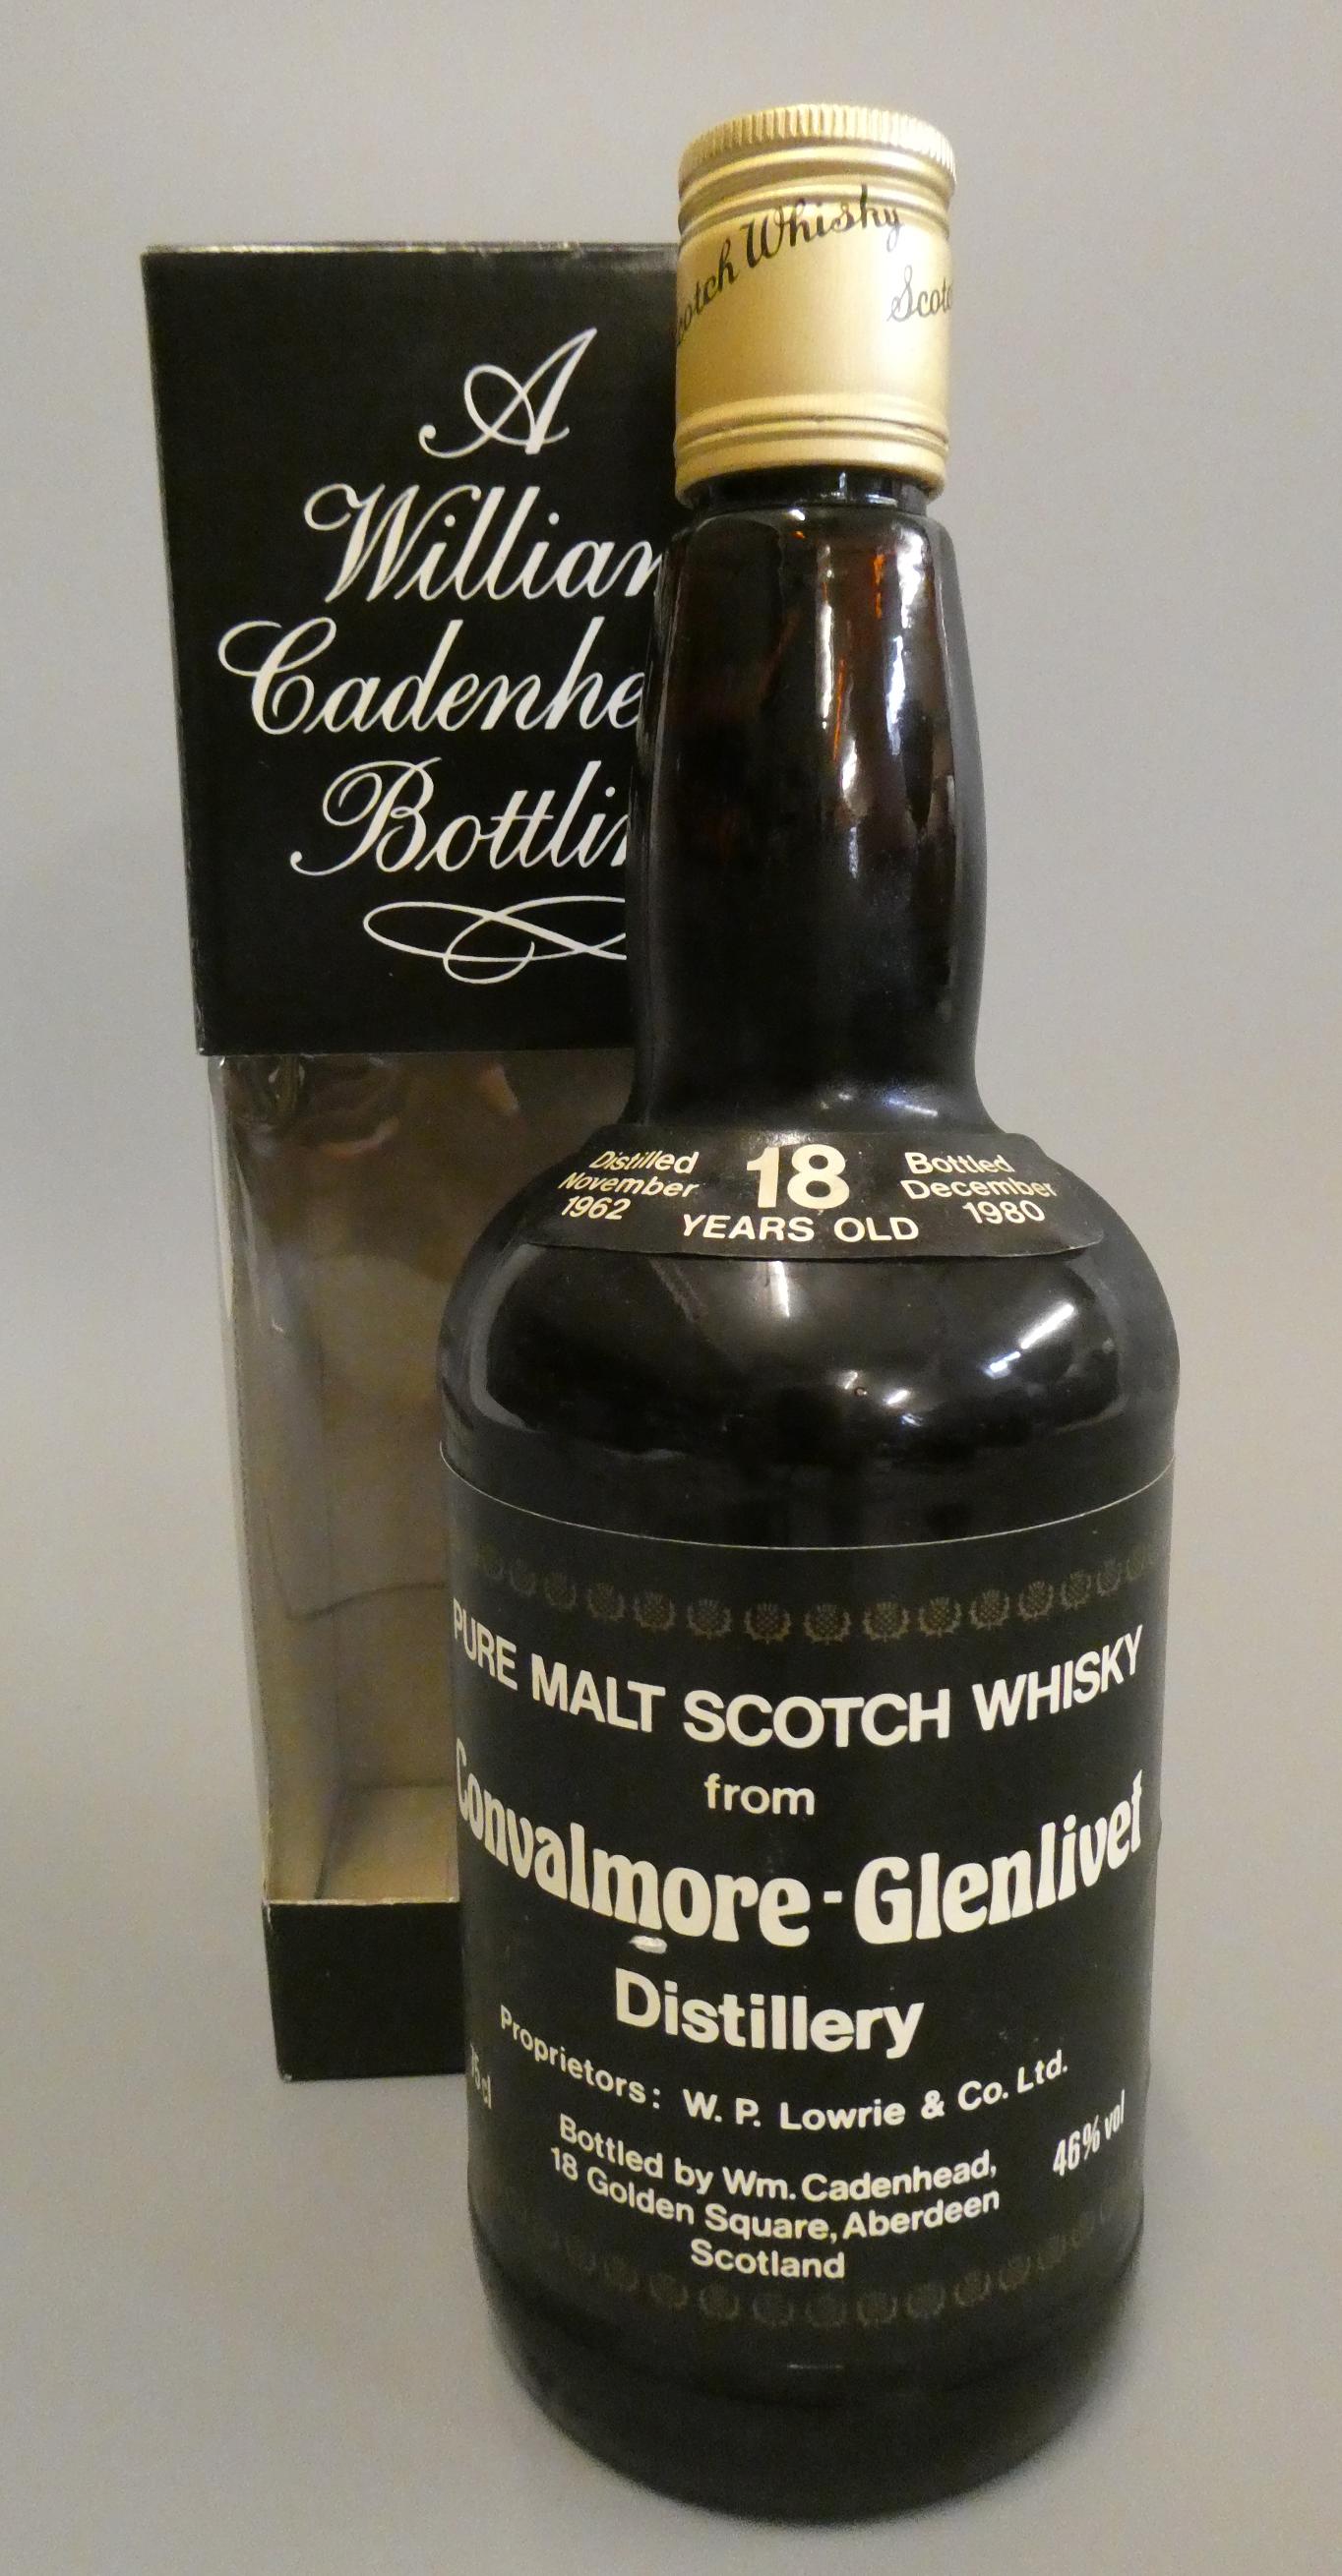 A
William
Cadenhe
Bottlin
Scotch Whisky
Scotc
Distilled
November
1962
18
YEARS OLD
Bottled
December
1980
PURE MALT SCOTCH WHISKY
from
Convalmore-Glenlivet
Distillery
Proprietors: W. P. Lowrie & Co. Ltd.
75cl
46% vol
Bottled by Wm. Cadenhead,
18 Golden Square, Aberdeen
Scotland